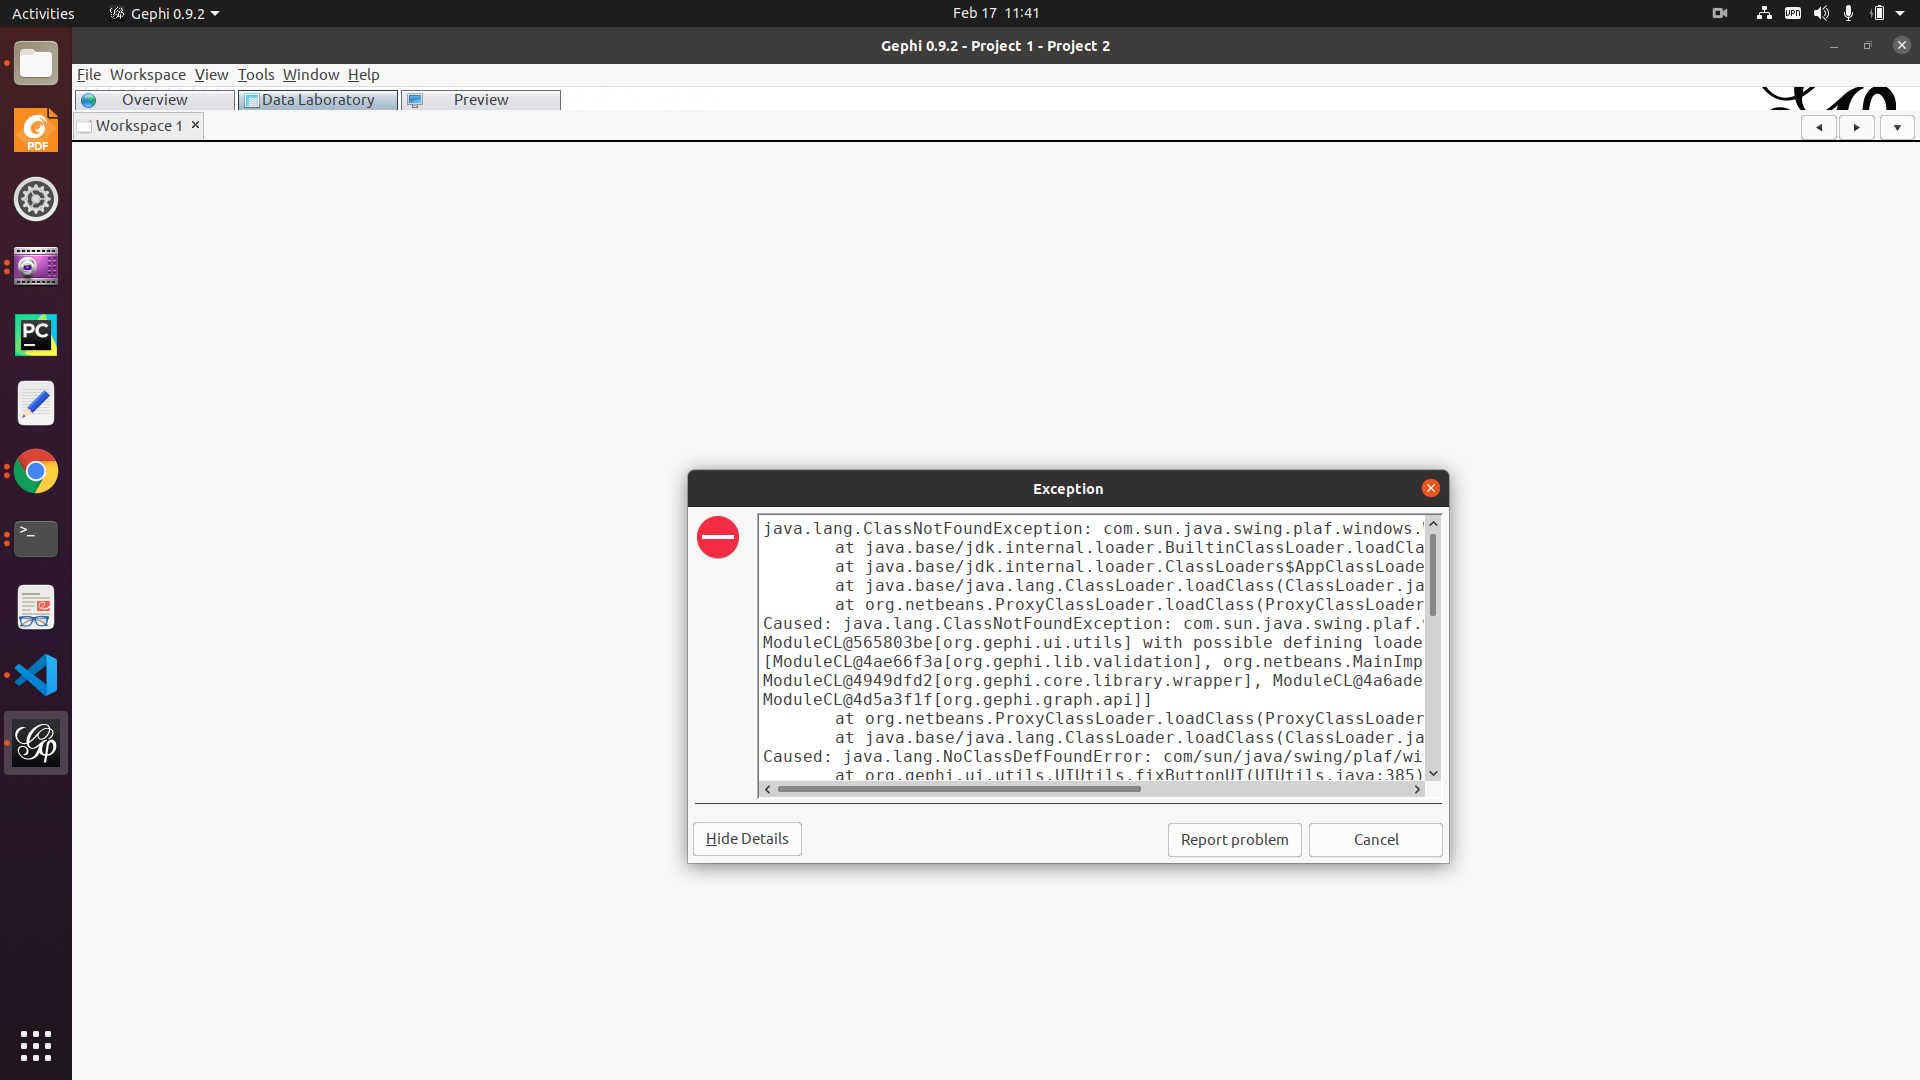 Activities
Gephi 0.9.2
Feb 17 11:41
VPN
Gephi 0.9.2 - Project 1 - Project 2
File Workspace View Tools Window Help
Overview
Data Laboratory
Preview
Workspace 1
PDF
PC
>_
Exception
java.lang.ClassNotFoundException: com.sun.java.swing.plaf.windows.
at java.base/jdk.internal.loader.BuiltinClassLoader.loadCla
at java.base/jdk.internal.loader.ClassLoaders$AppClassLoade
at java.base/java.lang.ClassLoader.loadClass(ClassLoader.ja
at org.netbeans.ProxyClassLoader.loadClass(ProxyClassLoader
Caused: java.lang.ClassNotFoundException: com.sun.java.swing.plaf.
ModuleCL@565803be[org.gephi.ui.utils] with possible defining loade
[ModuleCL@4ae66f3a[org.gephi.lib.validation], org.netbeans.MainImp
ModuleCL@4949dfd2[org.gephi.core.library.wrapper], ModuleCL@4a6ade
ModuleCL@4d5a3f1f[org.gephi.graph.api]]
at org.netbeans.ProxyClassLoader.loadClass(ProxyClassLoader
at java.base/java.lang.ClassLoader.loadClass(ClassLoader.ja
Caused: java.lang.NoClassDefFoundError: com/sun/java/swing/plaf/wi
at org.gephi.ui.utils.UIUtils.fixButtonUI(UIUtils.java:385)
Hide Details
Report problem
Cancel